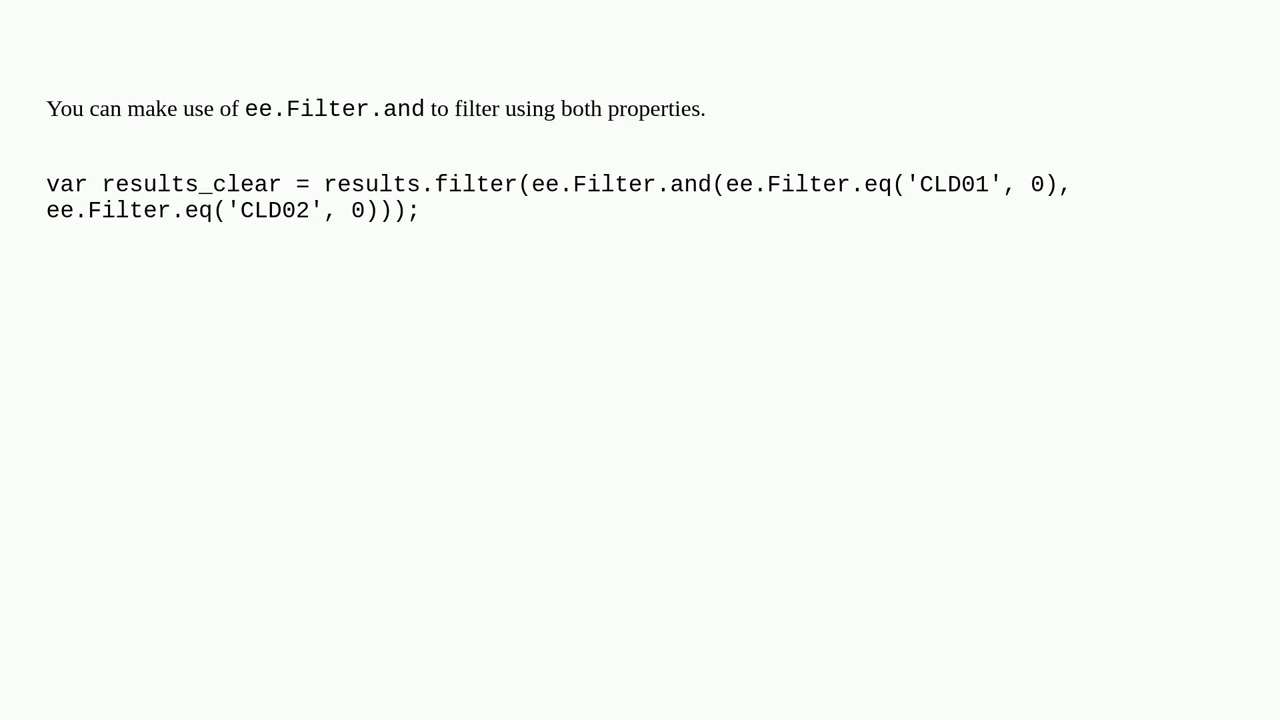 You can make use of ee.Filter.and to filter using both properties.
var results_clear = results.filter(ee.Filter.and(ee.Filter.eq('CLD01', 0),
ee.Filter.eq('CLD02', 0)));